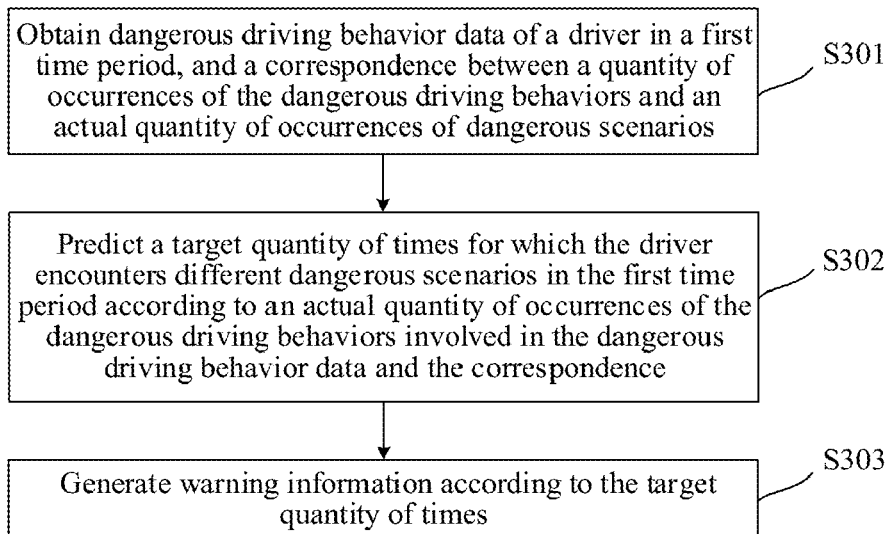 Obtain dangerous driving behavior data of a driver in a first
time period, and a correspondence between a quantity of
occurrences of the dangerous driving behaviors and an
actual quantity of occurrences of dangerous scenarios
S301
Predict a target quantity of times for which the driver
encounters different dangerous scenarios in the first time
period according to an actual quantity of occurrences of the
dangerous driving behaviors involved in the dangerous
driving behavior data and the correspondence
S302
Generate warning information according to the target
quantity of times
S303